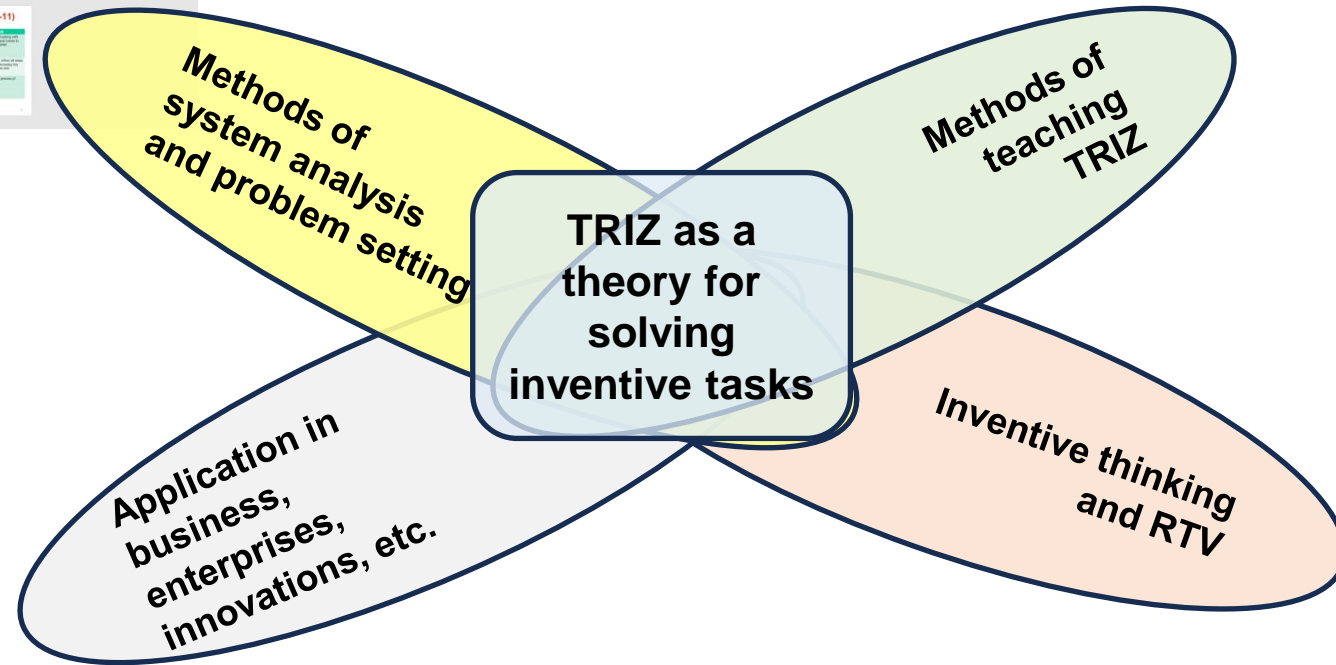 -11)
Methods of
system analysis
and problem setting
Methods of
teaching
TRIZ
TRIZ as a
theory for
solving
inventive tasks
Application in
business,
enterprises,
innovations, etc.
Inventive thinking
and RTV